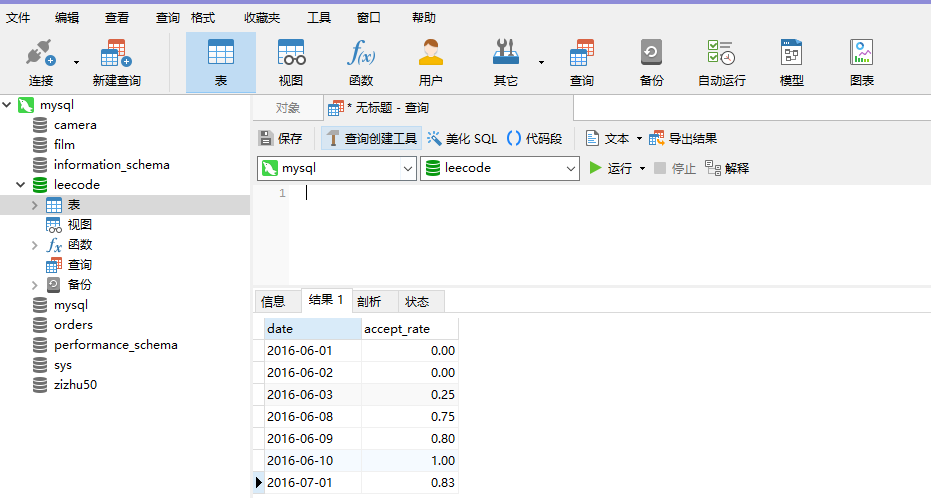 文件 编辑 查看 查询 格式 收藏夹 工具 窗口 帮助
连接 新建查询 表 视图 函数 用户 其它 查询 备份 自动运行 模型 图表
mysql
camera
film
information_schema
leecode
表
视图
函数
查询
备份
mysql
orders
performance_schema
sys
zizhu50
对象 * 无标题 - 查询
保存 查询创建工具 美化 SQL 代码段 文本 导出结果
mysql leecode 运行 停止 解释
1
信息 结果 1 剖析 状态
date accept_rate
2016-06-01 0.00
2016-06-02 0.00
2016-06-03 0.25
2016-06-08 0.75
2016-06-09 0.80
2016-06-10 1.00
2016-07-01 0.83